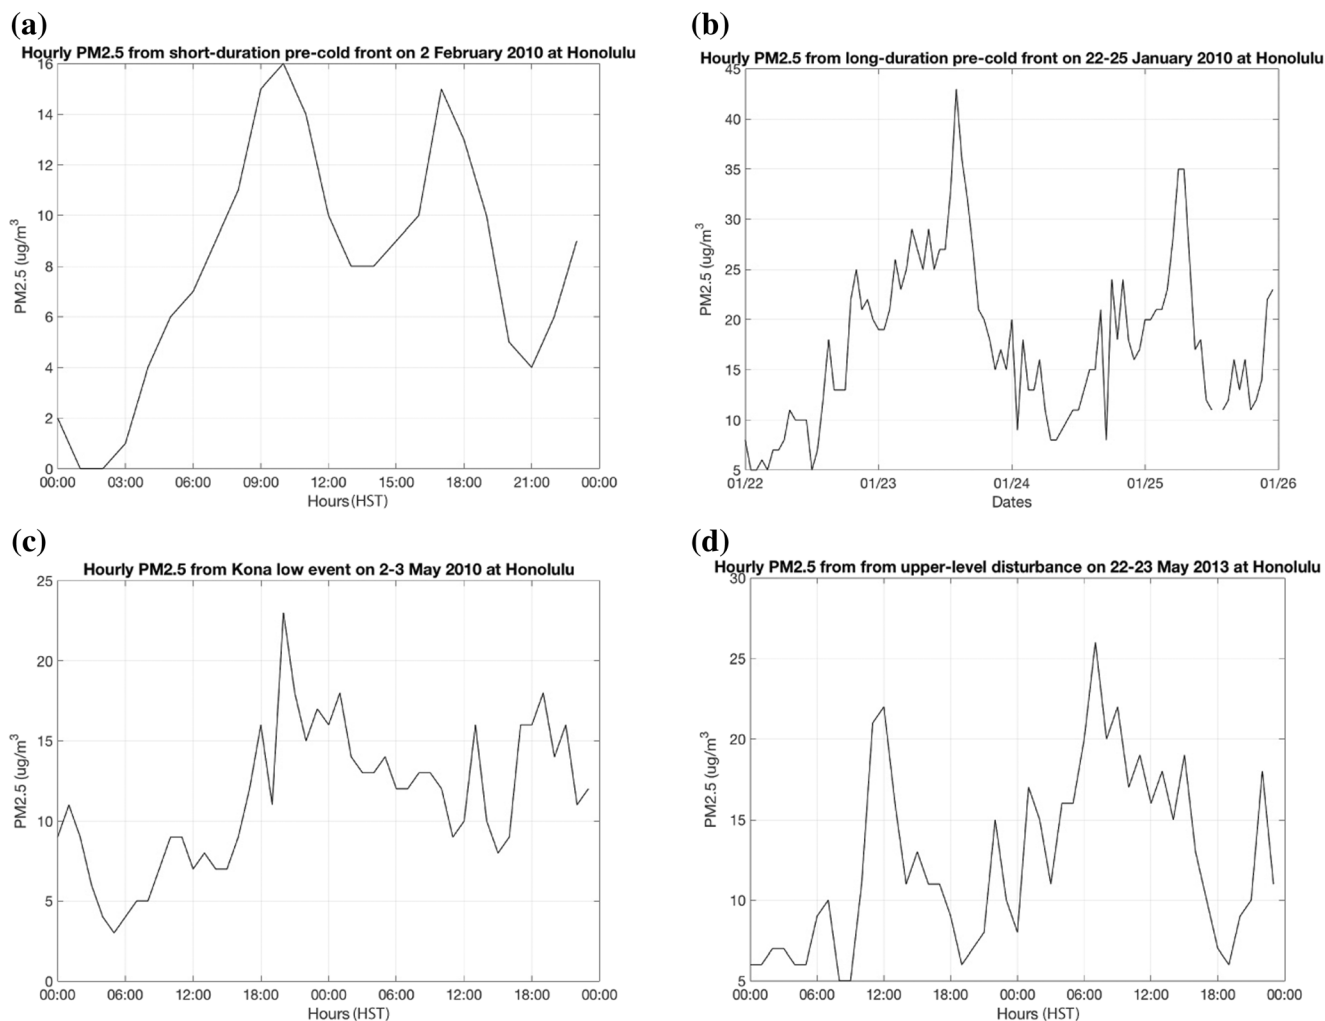 (a)
Hourly PM2.5 from short-duration pre-cold front on 2 February 2010 at Honolulu
16
14
12
10
8
6
4
2
0
PM2.5 (ug/m3
00:00 03:00 06:00 09:00 12:00 15:00 18:00 21:00 00:00
Hours(HST)
(b)
Hourly PM2.5 from long-duration pre-cold front on 22-25 January 2010 at Honolulu
45
40
35
30
25
20
15
10
5
PM2.5 (ug/m3
01/22 01/23 01/24 01/25 01/26
Dates
(c)
Hourly PM2.5 from Kona low event on 2-3 May 2010 at Honolulu
25
20
15
10
5
0
PM2.5 (ug/m3
00:00 06:00 12:00 18:00 00:00 06:00 12:00 18:00 00:00
Hours (HST)
(d)
Hourly PM2.5 from from upper-level disturbance on 22-23 May 2013 at Honolulu
30
25
20
15
10
5
PM2.5 (ug/m3
00:00 06:00 12:00 18:00 00:00 06:00 12:00 18:00 00:00
Hours (HST)